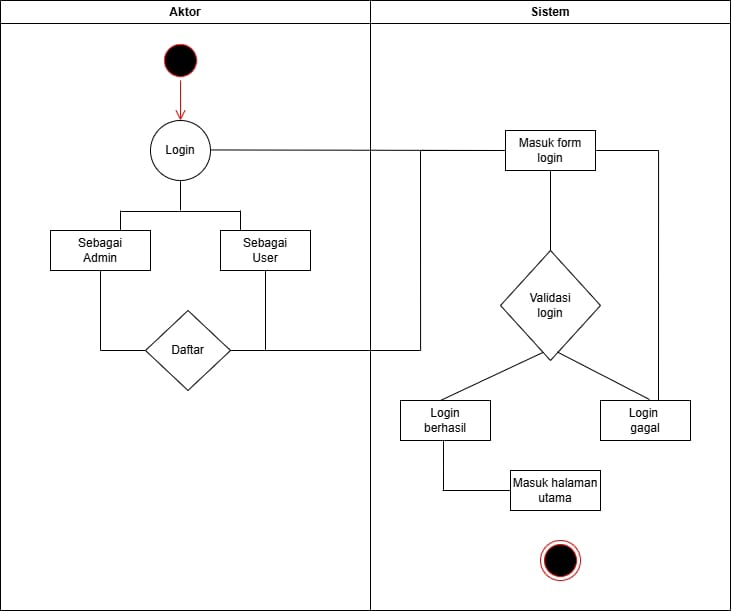 Aktor
Sistem
Login
Masuk form
login
Sebagai
Admin
Sebagai
User
Validasi
login
Daftar
Login
berhasil
Login
gagal
Masuk halaman
utama